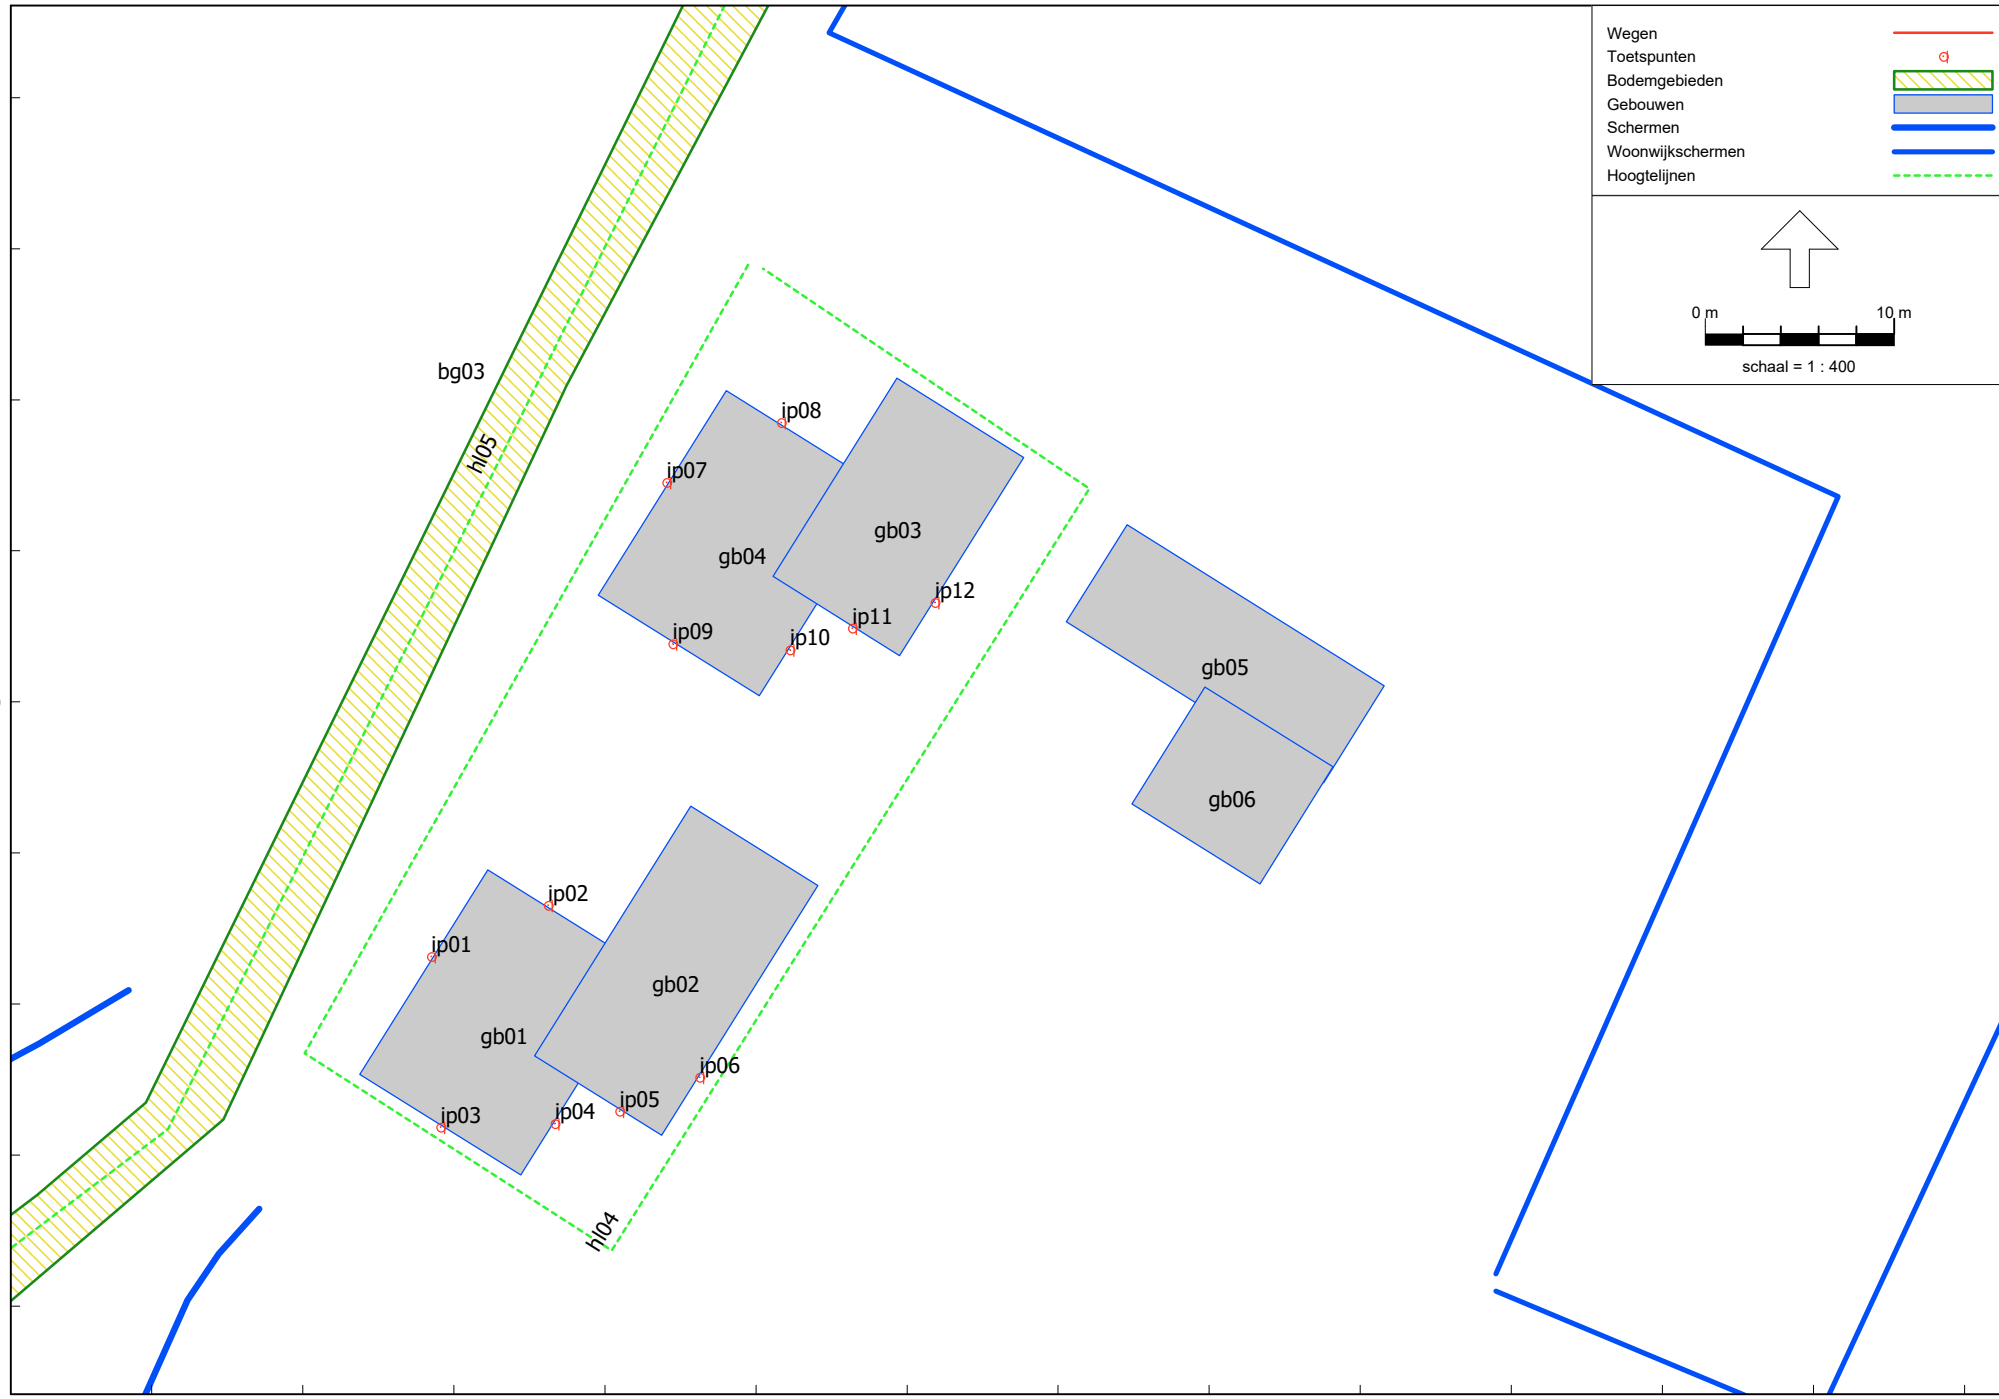 Wegen
Toetspunten
Bodemgebieden
Gebouwen
Schermen
Woonwijkschermen
Hoogtelijnen
0 m 10 m
schaal = 1 : 400
bg03
hl05
ip08
ip07
gb03
gb04
ip12
ip11
ip09
ip10
gb05
gb06
ip02
ip01
gb02
gb01
ip06
ip05
ip04
ip03
hl04